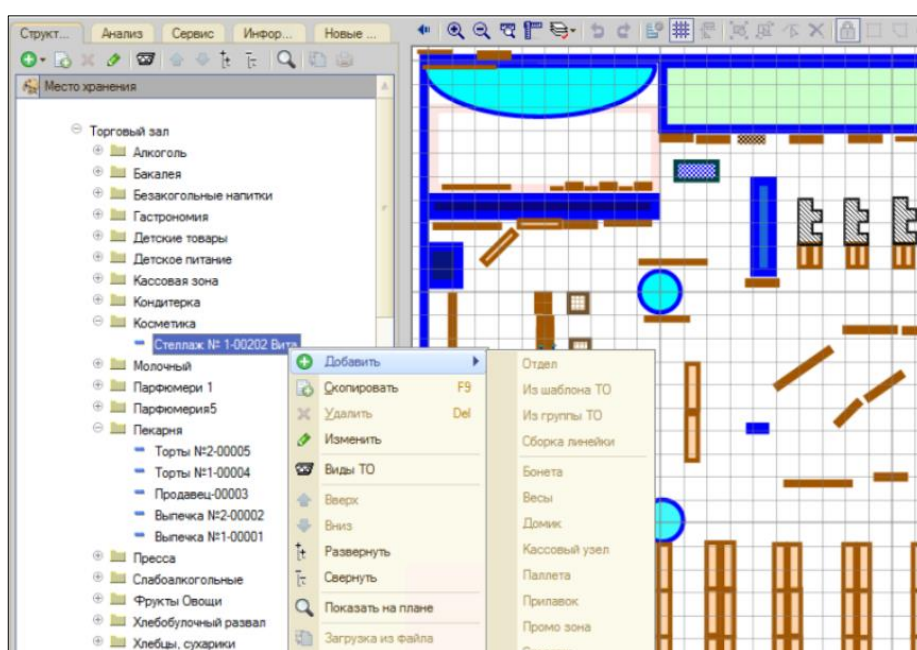 Структ...
Анализ
Сервис
Инфор...
Новые ...
Место хранения
Торговый зал
Алкоголь
Бакалея
Безакогольные напитки
Гастрономия
Детские товары
Детское питание
Кассовая зона
Кондитерка
Косметика
Стеллаж № 1-00202 Вита
Молочный
Парфюмери 1
Парфюмерия5
Пекарня
Торты №2-00005
Торты №1-00004
Продавец-00003
Выпечка №2-00002
Выпечка №1-00001
Пресса
Слабоалкогольные
Фрукты Овощи
Хлебобулочный развал
Хлебцы, сухарики
Добавить
Скопировать F9
Удалить Del
Изменить
Виды ТО
Вверх
Вниз
Развернуть
Свернуть
Показать на плане
Загрузка из файла
Отдел
Из шаблона ТО
Из группы ТО
Сборка линейки
Бонета
Весы
Домик
Кассовый узел
Паллета
Прилавок
Промо зона